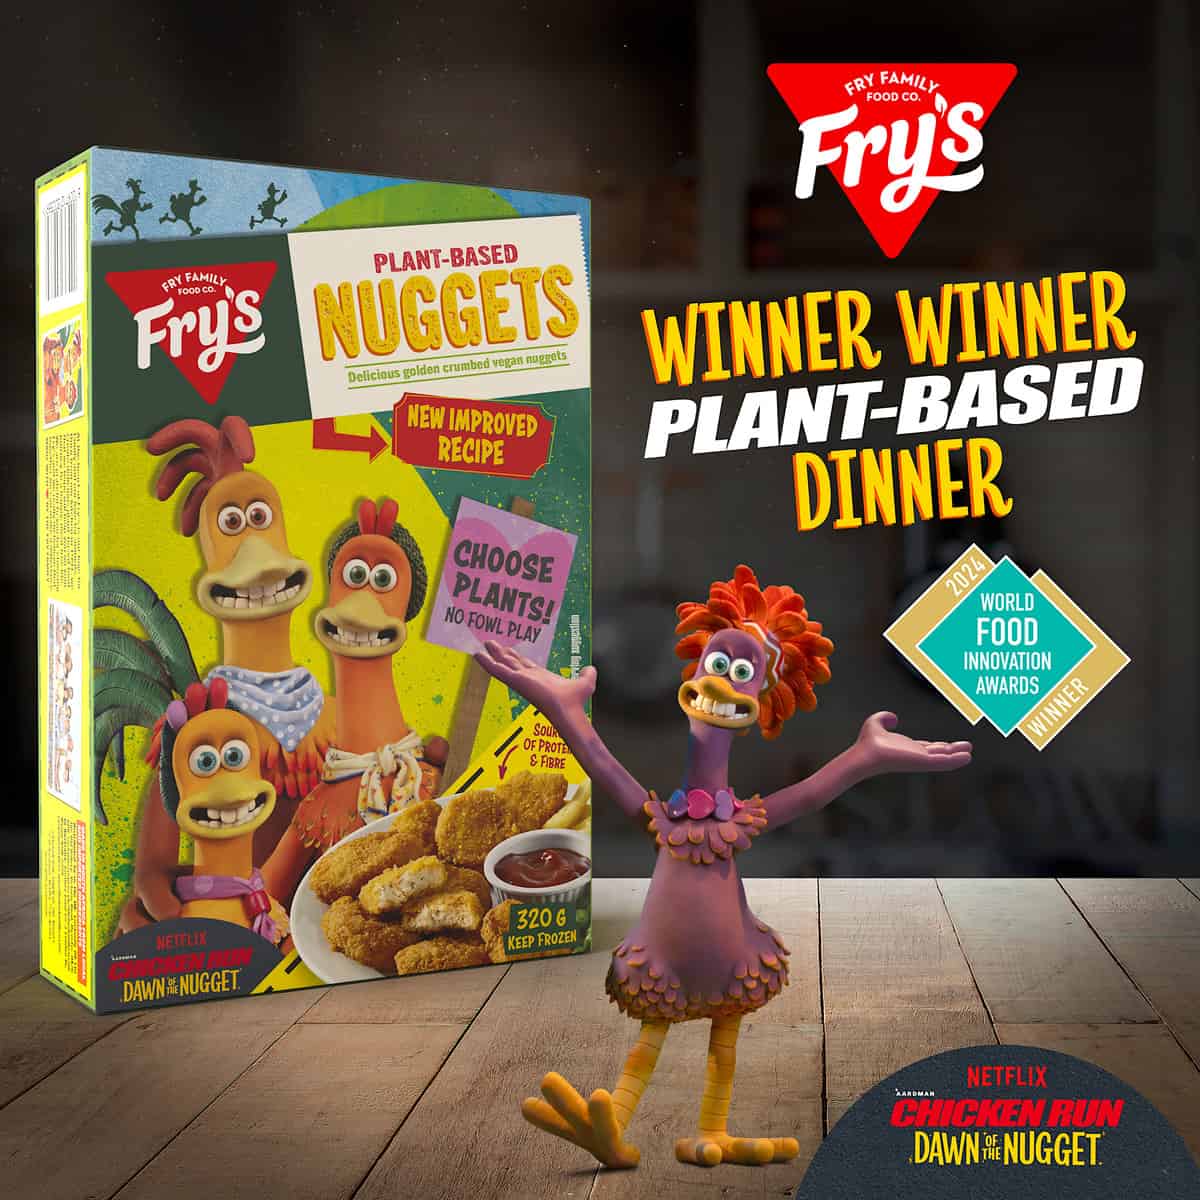 FRY FAMILY
FOOD CO.
Fry's
WINNER WINNER
PLANT-BASED
DINNER
2024
WORLD
FOOD
INNOVATION
AWARDS
WINNER
FRY FAMILY
FOOD CO.
Fry's
PLANT-BASED
NUGGETS
Delicious golden crumbed vegan nuggets
NEW IMPROVED
RECIPE
CHOOSE
PLANTS!
NO FOWL PLAY
OF PROTEIN
& FIBRE
320 G
KEEP FROZEN
NETFLIX
AARDMAN
CHICKEN RUN
DAWN OF THE NUGGET
NETFLIX
AARDMAN
CHICKEN RUN
DAWN OF THE NUGGET